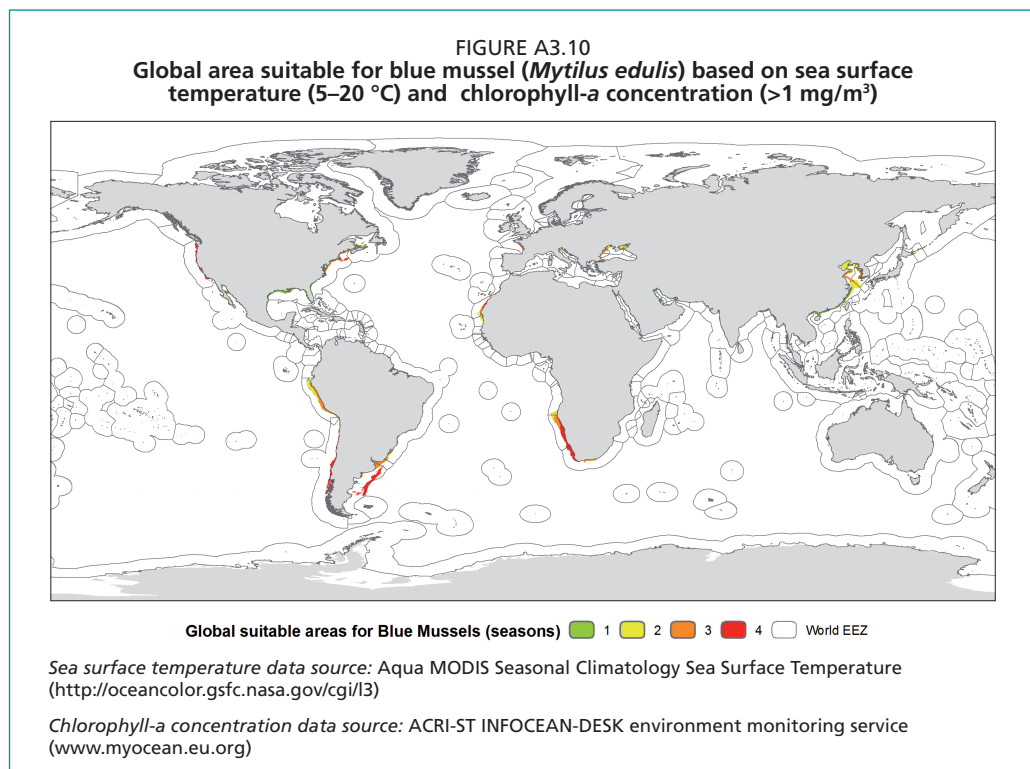 FIGURE A3.10
Global area suitable for blue mussel (Mytilus edulis) based on sea surface
temperature (5–20 °C) and chlorophyll-a concentration (>1 mg/m³)
Global suitable areas for Blue Mussels (seasons) 1 2 3 4 World EEZ
Sea surface temperature data source: Aqua MODIS Seasonal Climatology Sea Surface Temperature
(http://oceancolor.gsfc.nasa.gov/cgi/l3)
Chlorophyll-a concentration data source: ACRI-ST INFOCEAN-DESK environment monitoring service
(www.myocean.eu.org)